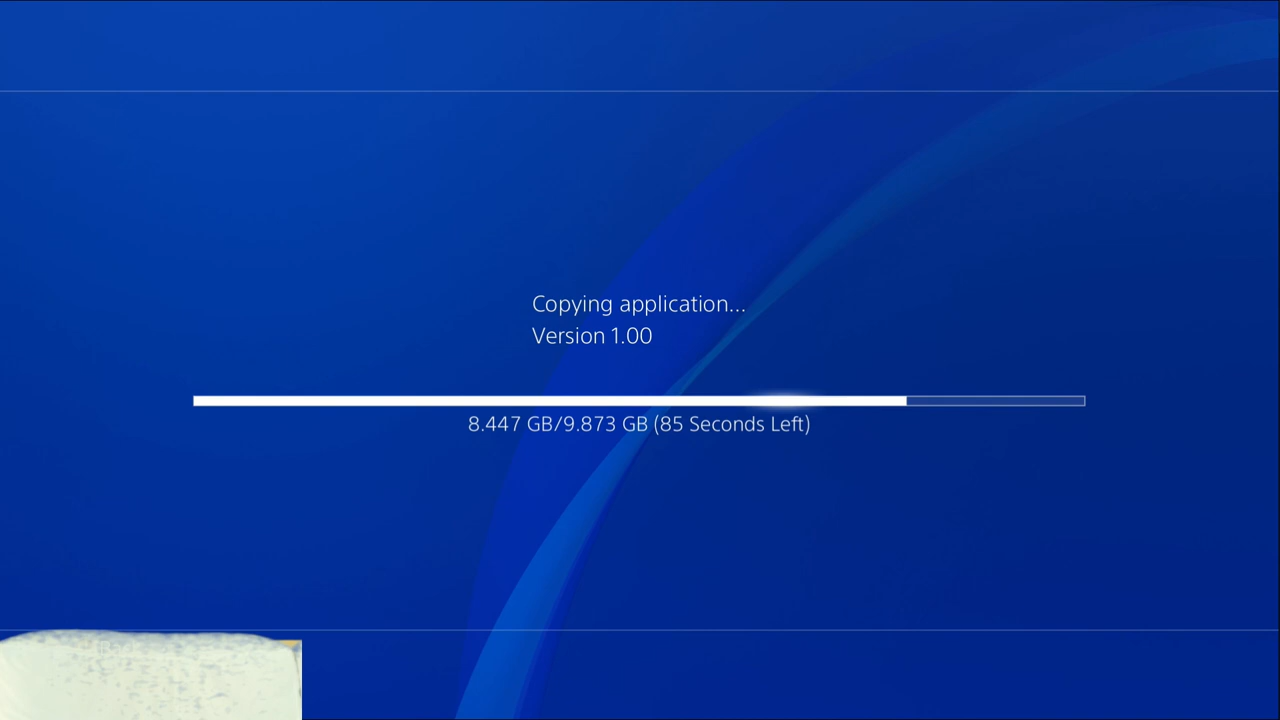 Copying application...
Version 1.00
8.447 GB/9.873 GB (85 Seconds Left)